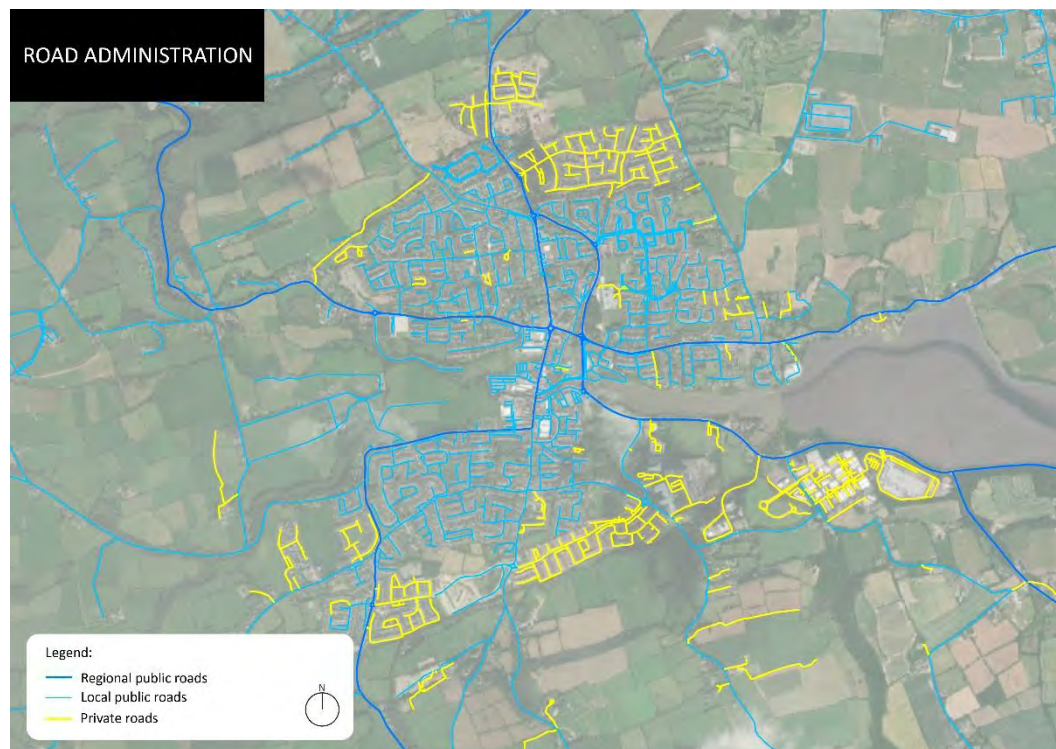 ROAD ADMINISTRATION
Legend:
Regional public roads
Local public roads
Private roads
N